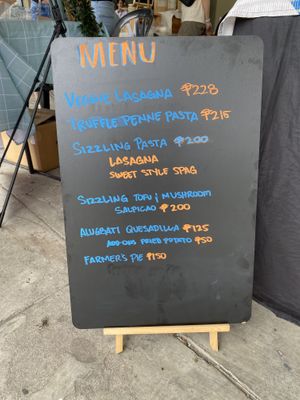 MENU
VEGGIE LASAGNA ₱228
TRUFFLE PENNE PASTA ₱215
SIZZLING PASTA ₱200
LASAGNA
SWEET STYLE SPAG
SIZZLING TOFU & MUSHROOM
SALPICAO ₱200
ALUGBATI QUESADILLA ₱125
ADD-ONS FRIED POTATO ₱50
FARMER'S PIE ₱150